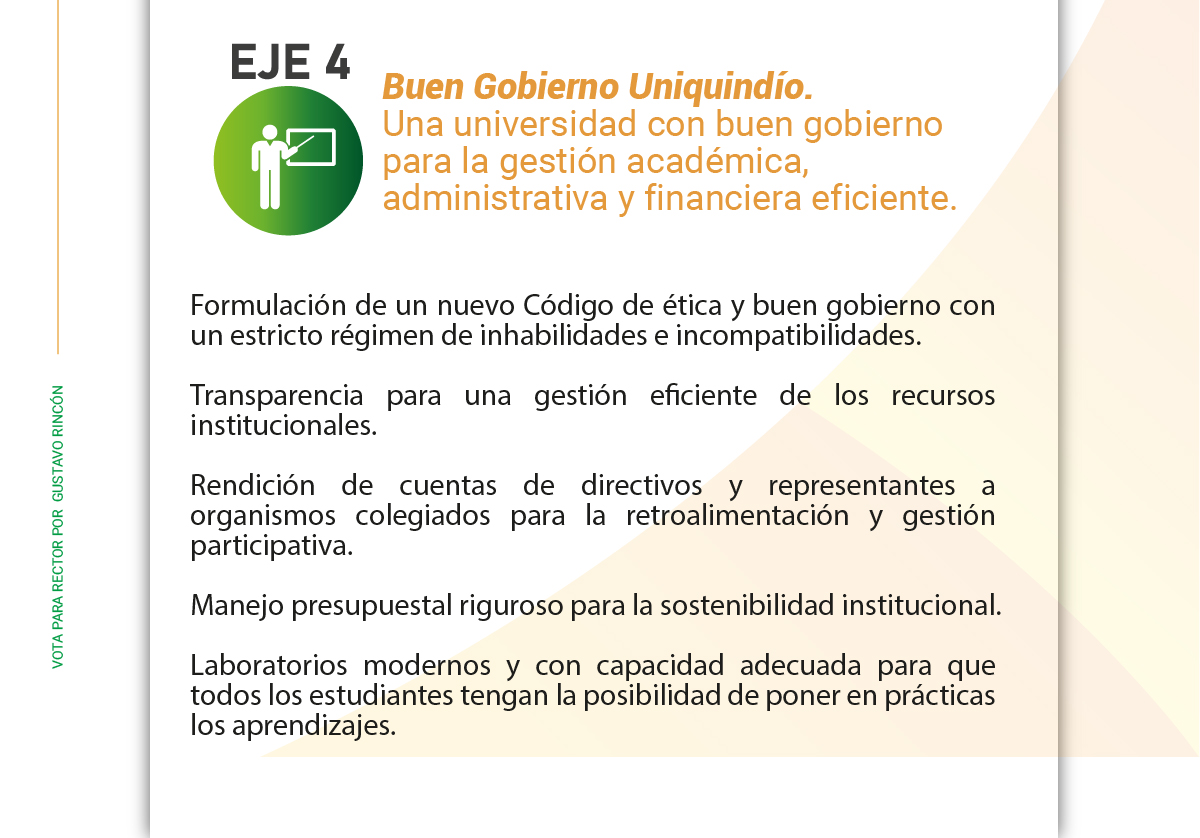 EJE 4
Buen Gobierno Uniquindío.
Una universidad con buen gobierno
para la gestión académica,
administrativa y financiera eficiente.
Formulación de un nuevo Código de ética y buen gobierno con
un estricto régimen de inhabilidades e incompatibilidades.
Transparencia para una gestión eficiente de los recursos
institucionales.
Rendición de cuentas de directivos y representantes a
organismos colegiados para la retroalimentación y gestión
participativa.
Manejo presupuestal riguroso para la sostenibilidad institucional.
Laboratorios modernos y con capacidad adecuada para que
todos los estudiantes tengan la posibilidad de poner en prácticas
los aprendizajes.
VOTA PARA RECTOR POR GUSTAVO RINCÓN